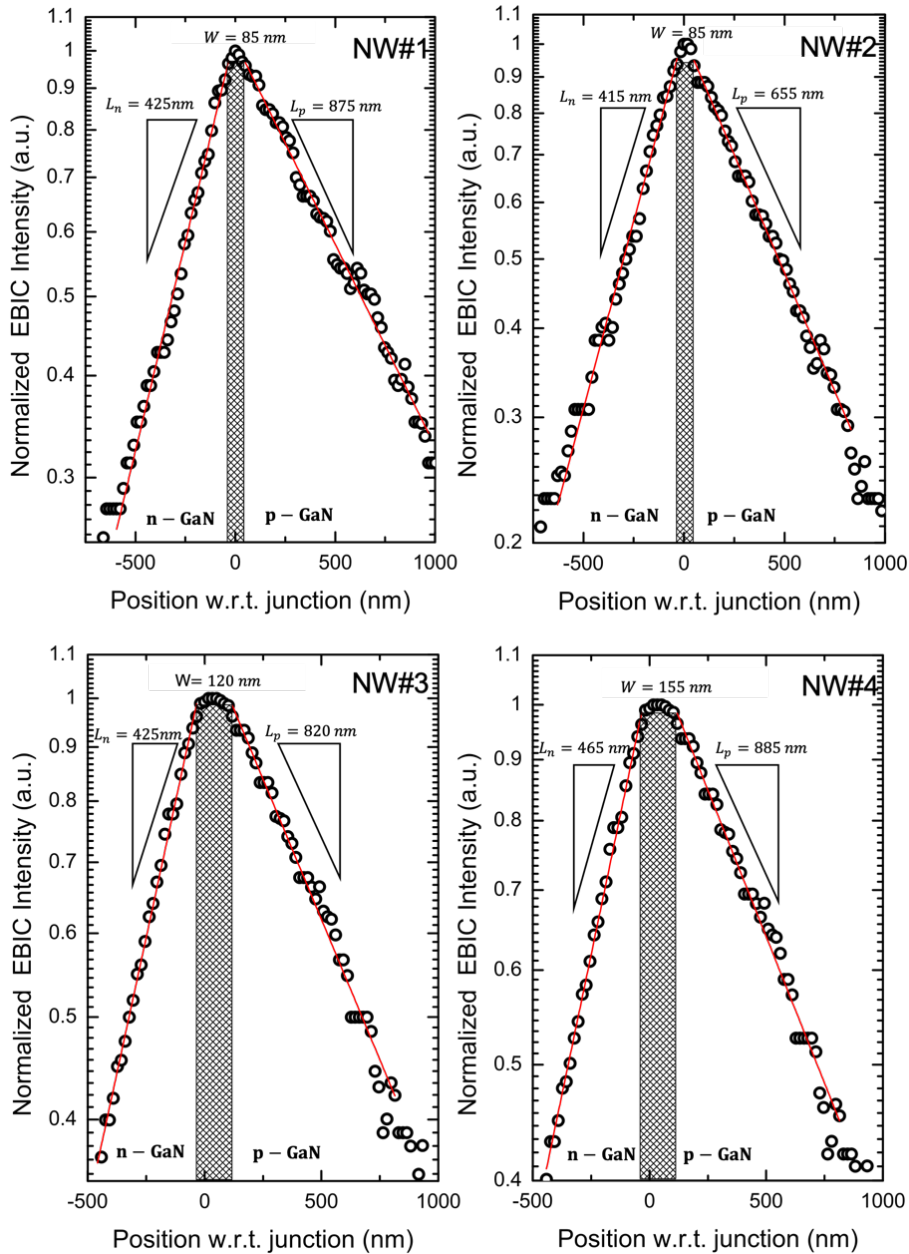 NW#1
W = 85 nm
L_n = 425nm
L_p = 875 nm
1.1
1
0.9
0.8
0.7
0.6
0.5
0.4
0.3
Normalized EBIC Intensity (a.u.)
n − GaN
p − GaN
-500
0
500
1000
Position w.r.t. junction (nm)
NW#2
W = 85 nm
L_n = 415 nm
L_p = 655 nm
1.1
1
0.9
0.8
0.7
0.6
0.5
0.4
0.3
0.2
Normalized EBIC Intensity (a.u.)
n − GaN
p − GaN
-500
0
500
1000
Position w.r.t. junction (nm)
NW#3
W= 120 nm
L_n = 425nm
L_p = 820 nm
1.1
1
0.9
0.8
0.7
0.6
0.5
0.4
Normalized EBIC Intensity (a.u.)
n − GaN
p − GaN
-500
0
500
1000
Position w.r.t. junction (nm)
NW#4
W = 155 nm
L_n = 465 nm
L_p = 885 nm
1.1
1
0.9
0.8
0.7
0.6
0.5
0.4
Normalized EBIC Intensity (a.u.)
n − GaN
p − GaN
-500
0
500
1000
Position w.r.t. junction (nm)